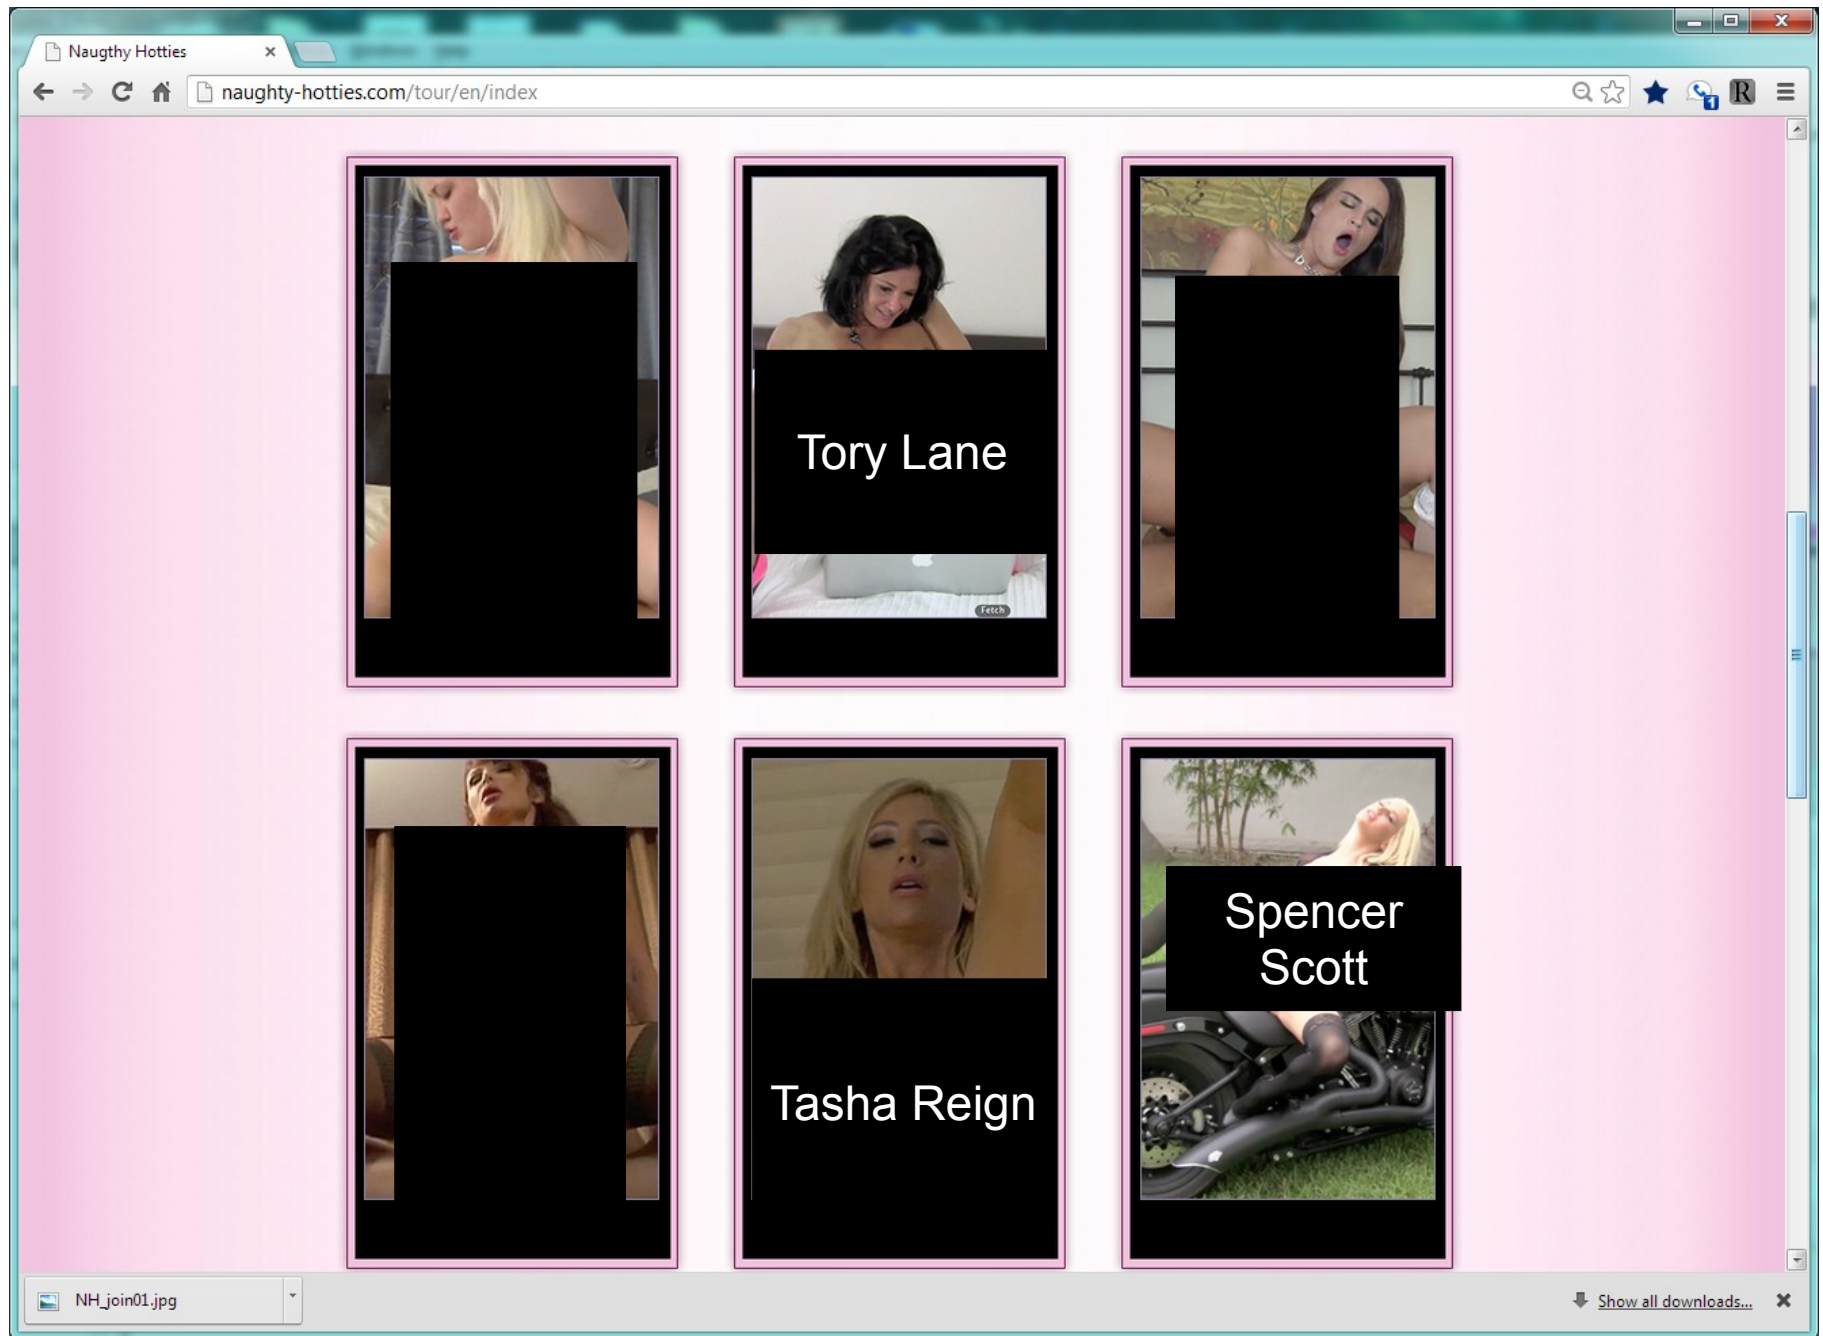 Naugthy Hotties
naughty-hotties.com/tour/en/index
R
1
Tory Lane
Fetch
Tasha Reign
Spencer
Scott
NH_join01.jpg
Show all downloads...